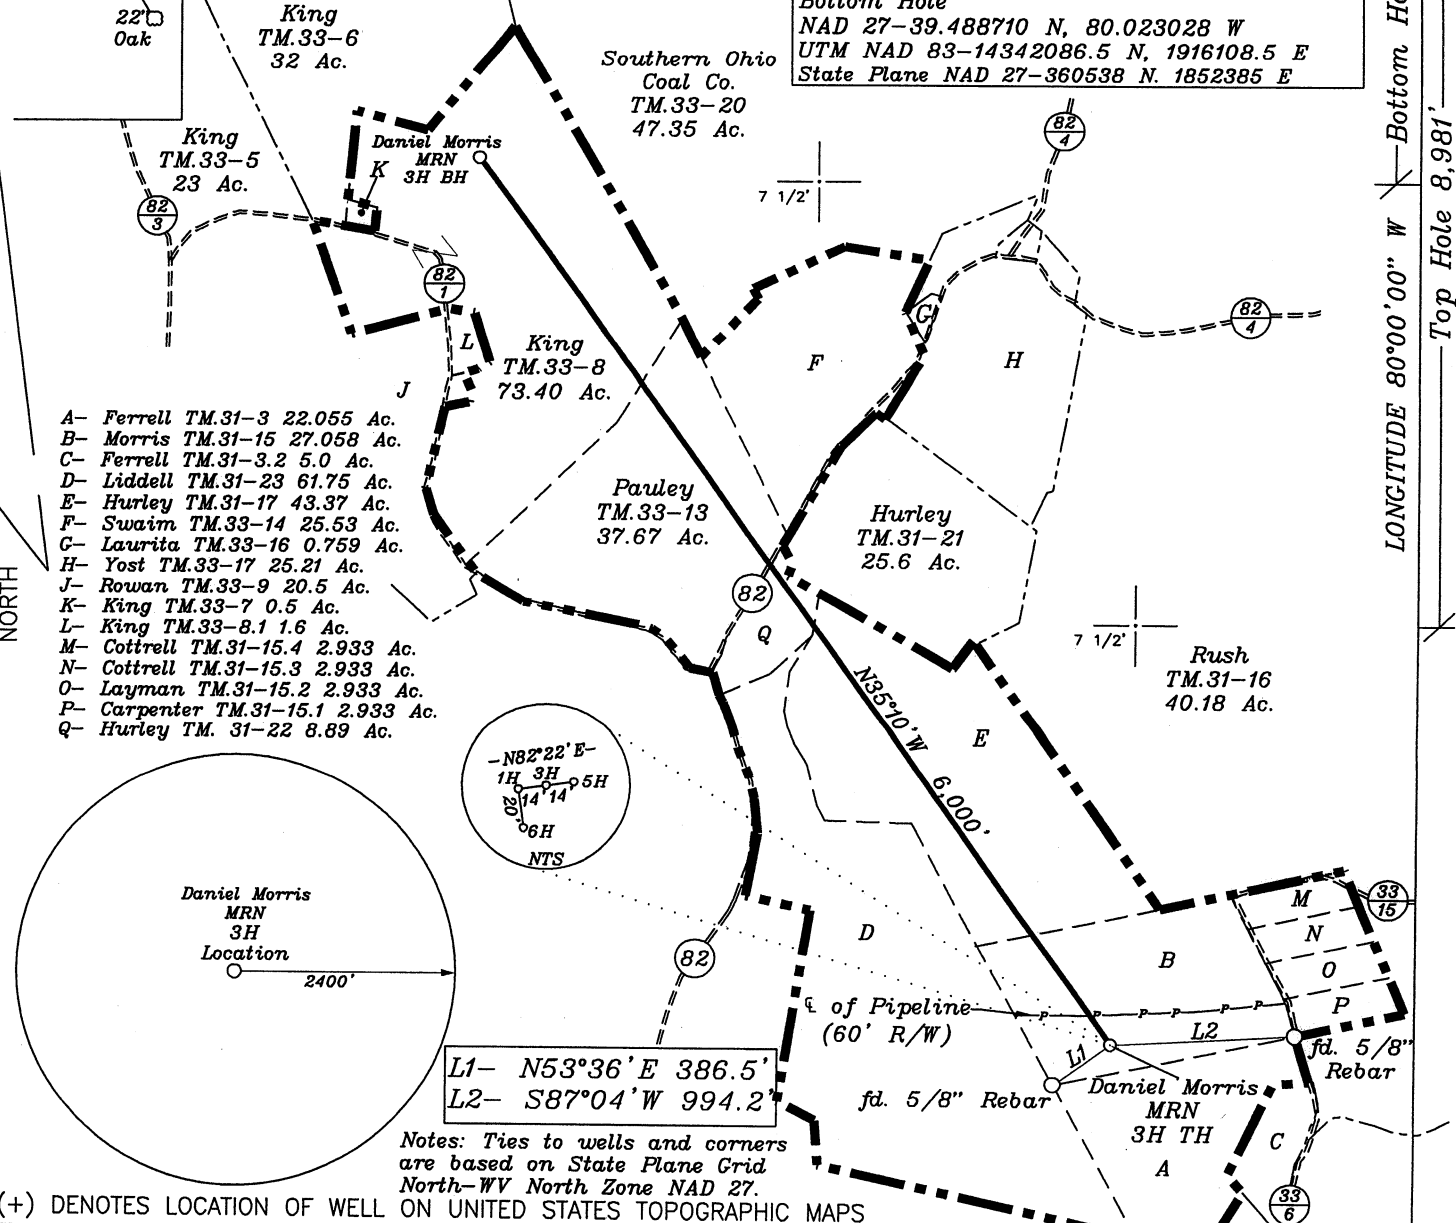 22'
Oak
King
TM.33-6
32 Ac.
Southern Ohio
Coal Co.
TM.33-20
47.35 Ac.
Bottom Hole
NAD 27-39.488710 N, 80.023028 W
UTM NAD 83-14342086.5 N, 1916108.5 E
State Plane NAD 27-360538 N. 1852385 E
King
TM.33-5
23 Ac.
Daniel Morris
MRN
3H BH
K
82
3
82
4
7 1/2'
82
1
82
4
G
F
H
L
J
King
TM.33-8
73.40 Ac.
A- Ferrell TM.31-3 22.055 Ac.
B- Morris TM.31-15 27.058 Ac.
C- Ferrell TM.31-3.2 5.0 Ac.
D- Liddell TM.31-23 61.75 Ac.
E- Hurley TM.31-17 43.37 Ac.
F- Swaim TM.33-14 25.53 Ac.
G- Laurita TM.33-16 0.759 Ac.
H- Yost TM.33-17 25.21 Ac.
J- Rowan TM.33-9 20.5 Ac.
K- King TM.33-7 0.5 Ac.
L- King TM.33-8.1 1.6 Ac.
M- Cottrell TM.31-15.4 2.933 Ac.
N- Cottrell TM.31-15.3 2.933 Ac.
O- Layman TM.31-15.2 2.933 Ac.
P- Carpenter TM.31-15.1 2.933 Ac.
Q- Hurley TM. 31-22 8.89 Ac.
NORTH
Pauley
TM.33-13
37.67 Ac.
Hurley
TM.31-21
25.6 Ac.
82
Q
7 1/2'
Rush
TM.31-16
40.18 Ac.
LONGITUDE 80°00'00" W
Bottom Ho
Top Hole 8,981'
N35°10'W 6,000'
E
-N82°22'E-
1H 3H 5H
14' 14'
20'
6H
NTS
Daniel Morris
MRN
3H
Location
2400'
82
D
B
M
N
O
P
33
15
℄ of Pipeline
(60' R/W)
P P P P P P
L1
L2
fd. 5/8"
Rebar
fd. 5/8" Rebar
Daniel Morris
MRN
3H TH
A
C
33
6
L1- N53°36'E 386.5'
L2- S87°04'W 994.2'
Notes: Ties to wells and corners
are based on State Plane Grid
North-WV North Zone NAD 27.
(+) DENOTES LOCATION OF WELL ON UNITED STATES TOPOGRAPHIC MAPS